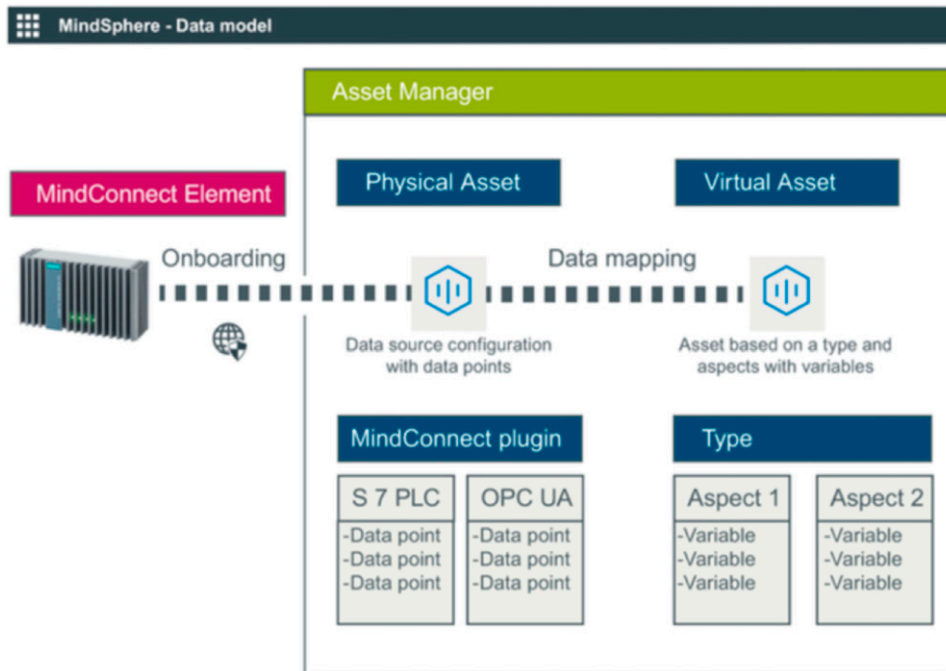 MindSphere - Data model
Asset Manager
MindConnect Element
Physical Asset
Virtual Asset
Onboarding
Data mapping
Data source configuration
with data points
Asset based on a type and
aspects with variables
MindConnect plugin
Type
S 7 PLC
OPC UA
Aspect 1
Aspect 2
-Data point
-Data point
-Data point
-Data point
-Data point
-Data point
-Variable
-Variable
-Variable
-Variable
-Variable
-Variable